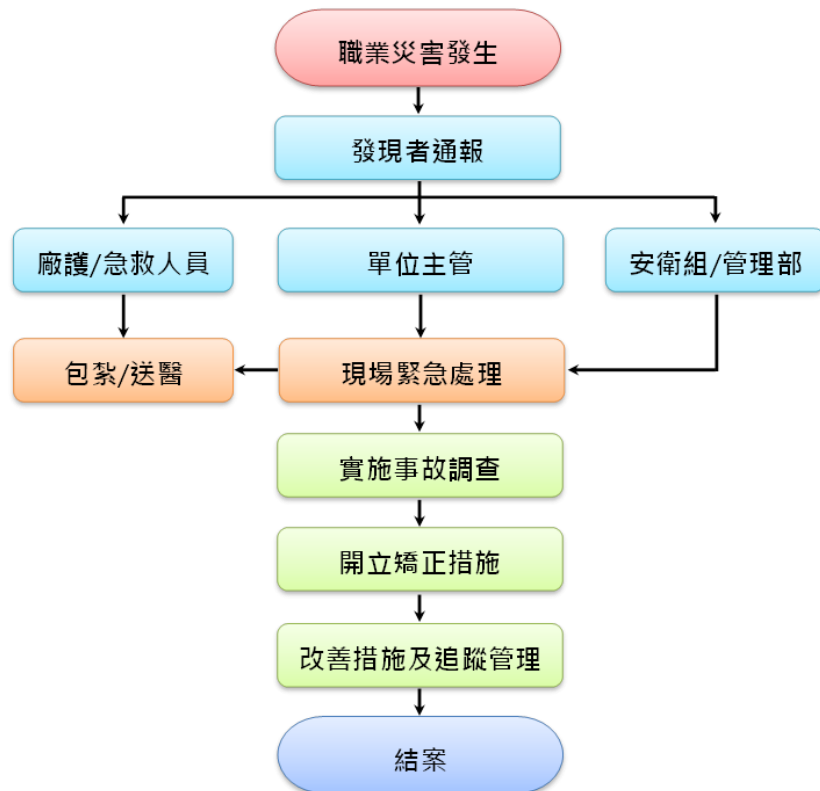 職業災害發生
發現者通報
廠護/急救人員
單位主管
安衛組/管理部
包紮/送醫
現場緊急處理
實施事故調查
開立矯正措施
改善措施及追蹤管理
結案